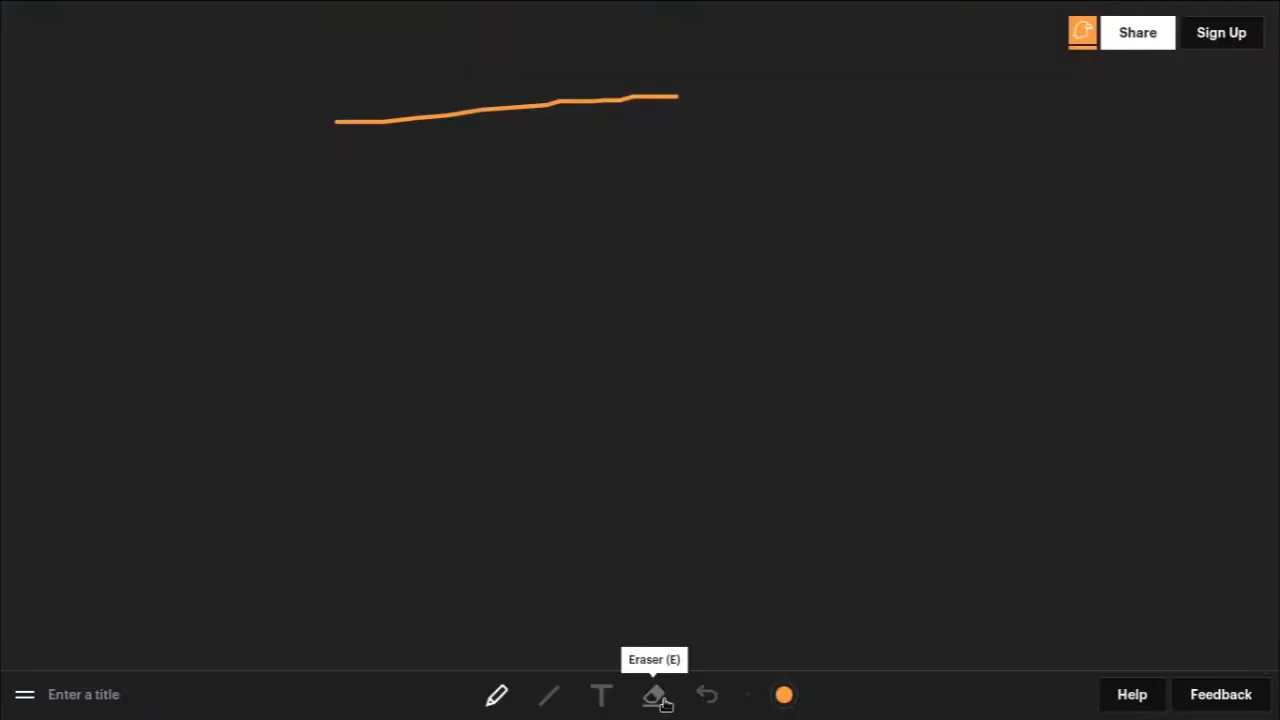 Share
Sign Up
Eraser (E)
Enter a title
Help
Feedback